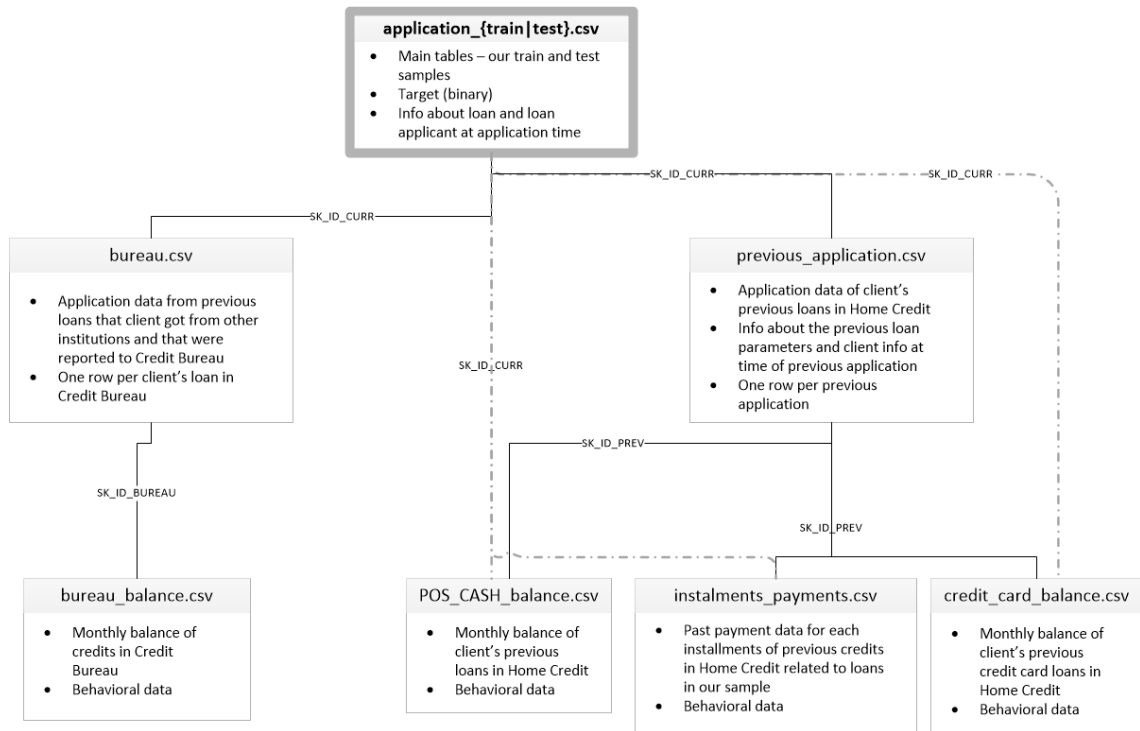 application_{train|test}.csv
• Main tables – our train and test
samples
• Target (binary)
• Info about loan and loan
applicant at application time
SK_ID_CURR
SK_ID_CURR
SK_ID_CURR
bureau.csv
• Application data from previous
loans that client got from other
institutions and that were
reported to Credit Bureau
• One row per client's loan in
Credit Bureau
previous_application.csv
• Application data of client's
previous loans in Home Credit
• Info about the previous loan
parameters and client info at
time of previous application
• One row per previous
application
SK_ID_CURR
SK_ID_PREV
SK_ID_BUREAU
SK_ID_PREV
bureau_balance.csv
• Monthly balance of
credits in Credit
Bureau
• Behavioral data
POS_CASH_balance.csv
• Monthly balance of
client's previous
loans in Home Credit
• Behavioral data
instalments_payments.csv
• Past payment data for each
installments of previous credits
in Home Credit related to loans
in our sample
• Behavioral data
credit_card_balance.csv
• Monthly balance of
client's previous
credit card loans in
Home Credit
• Behavioral data